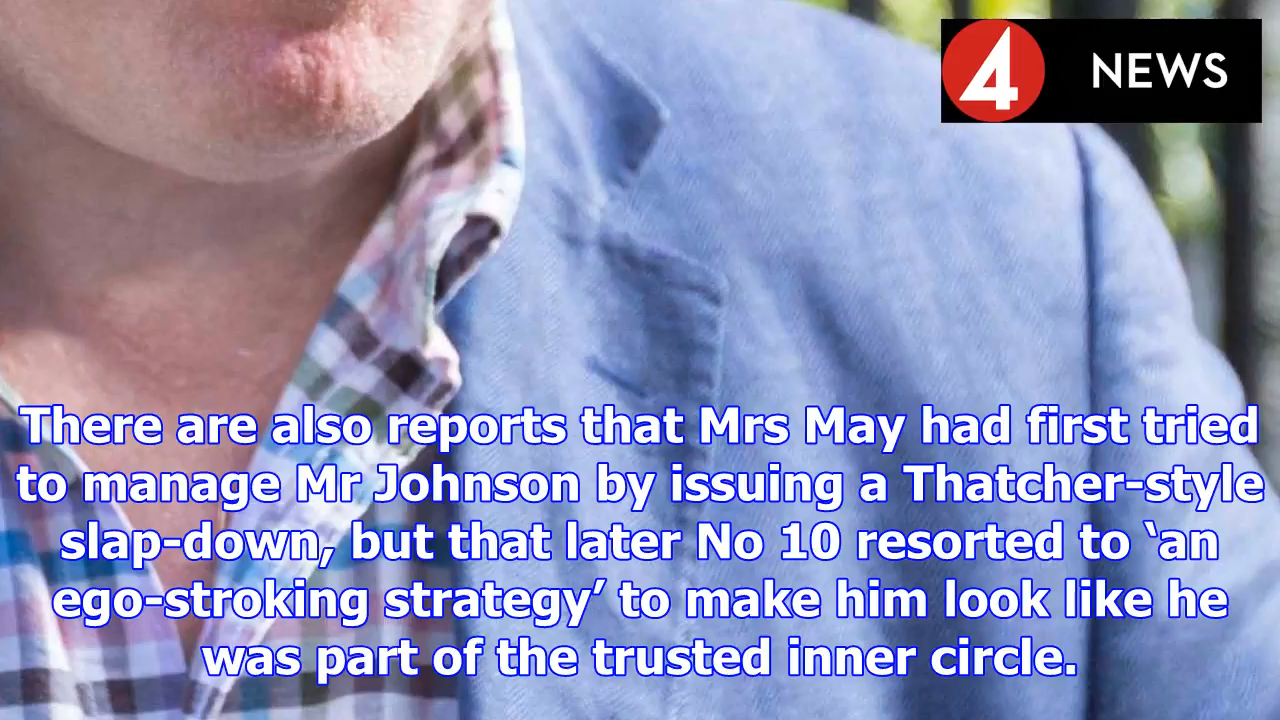 4 NEWS
There are also reports that Mrs May had first tried
to manage Mr Johnson by issuing a Thatcher-style
slap-down, but that later No 10 resorted to ‘an
ego-stroking strategy’ to make him look like he
was part of the trusted inner circle.